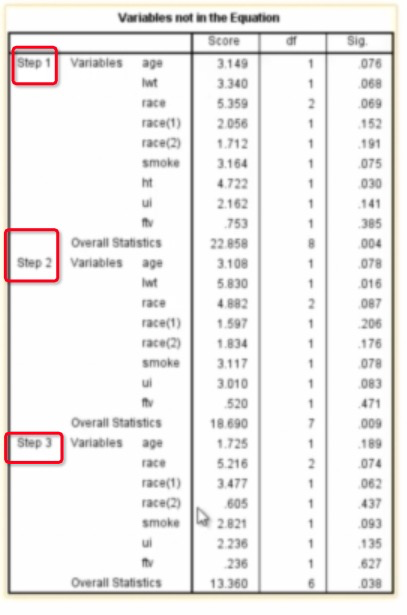 Variables not in the Equation
Score df Sig.
Step 1 Variables age 3.149 1 .076
lwt 3.340 1 .068
race 5.359 2 .069
race(1) 2.056 1 .152
race(2) 1.712 1 .191
smoke 3.164 1 .075
ht 4.722 1 .030
ui 2.162 1 .141
ftv .753 1 .385
Overall Statistics 22.858 8 .004
Step 2 Variables age 3.108 1 .078
lwt 5.830 1 .016
race 4.882 2 .087
race(1) 1.597 1 .206
race(2) 1.834 1 .176
smoke 3.117 1 .078
ui 3.010 1 .083
ftv .520 1 .471
Overall Statistics 18.690 7 .009
Step 3 Variables age 1.725 1 .189
race 5.216 2 .074
race(1) 3.477 1 .062
race(2) .605 1 .437
smoke 2.821 1 .093
ui 2.236 1 .135
ftv .236 1 .627
Overall Statistics 13.360 6 .038